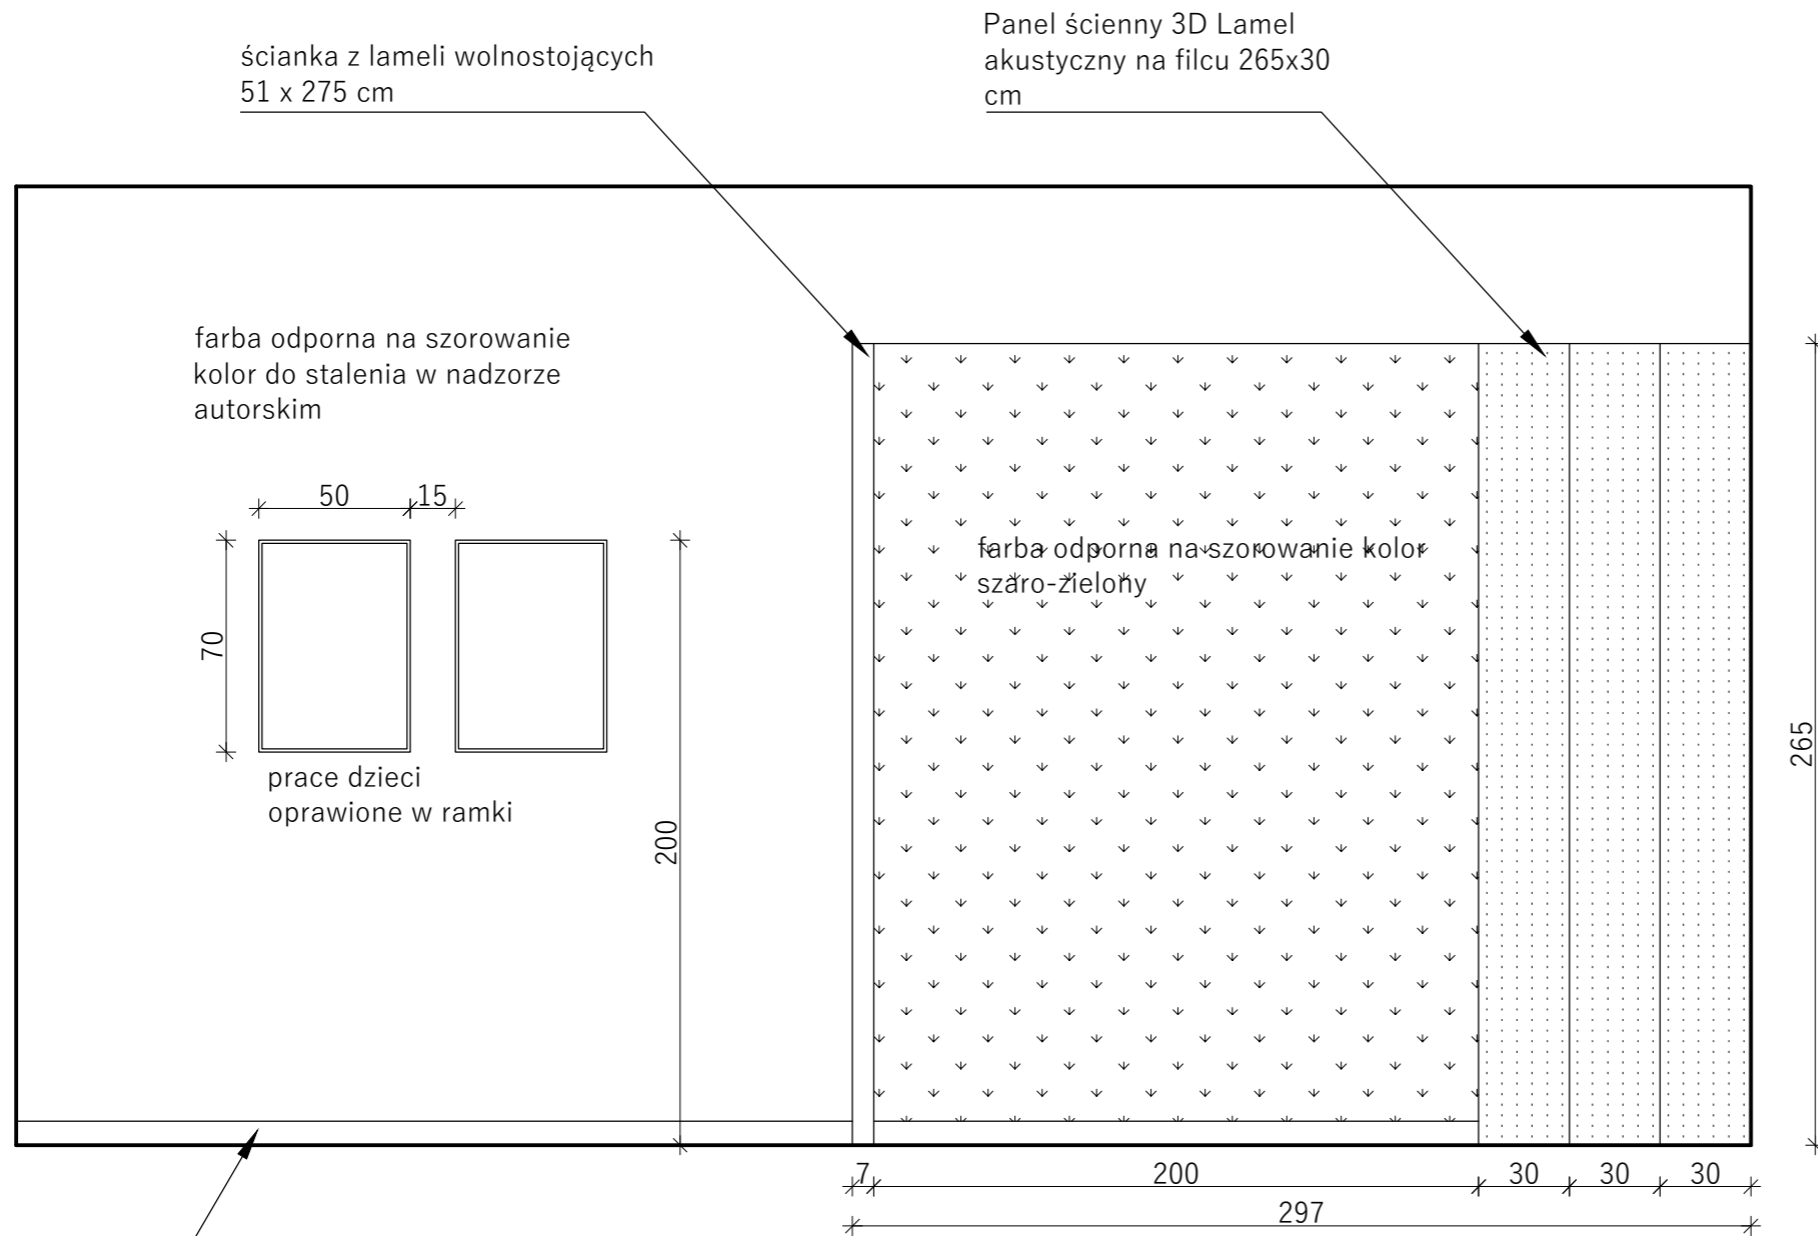 ścianka z lameli wolnostojących
51 x 275 cm
Panel ścienny 3D Lamel
akustyczny na filcu 265x30
cm
farba odporna na szorowanie
kolor do stalenia w nadzorze
autorskim
50
15
70
prace dzieci
oprawione w ramki
200
farba odporna na szorowanie kolor
szaro-zielony
265
7
200
30
30
30
297